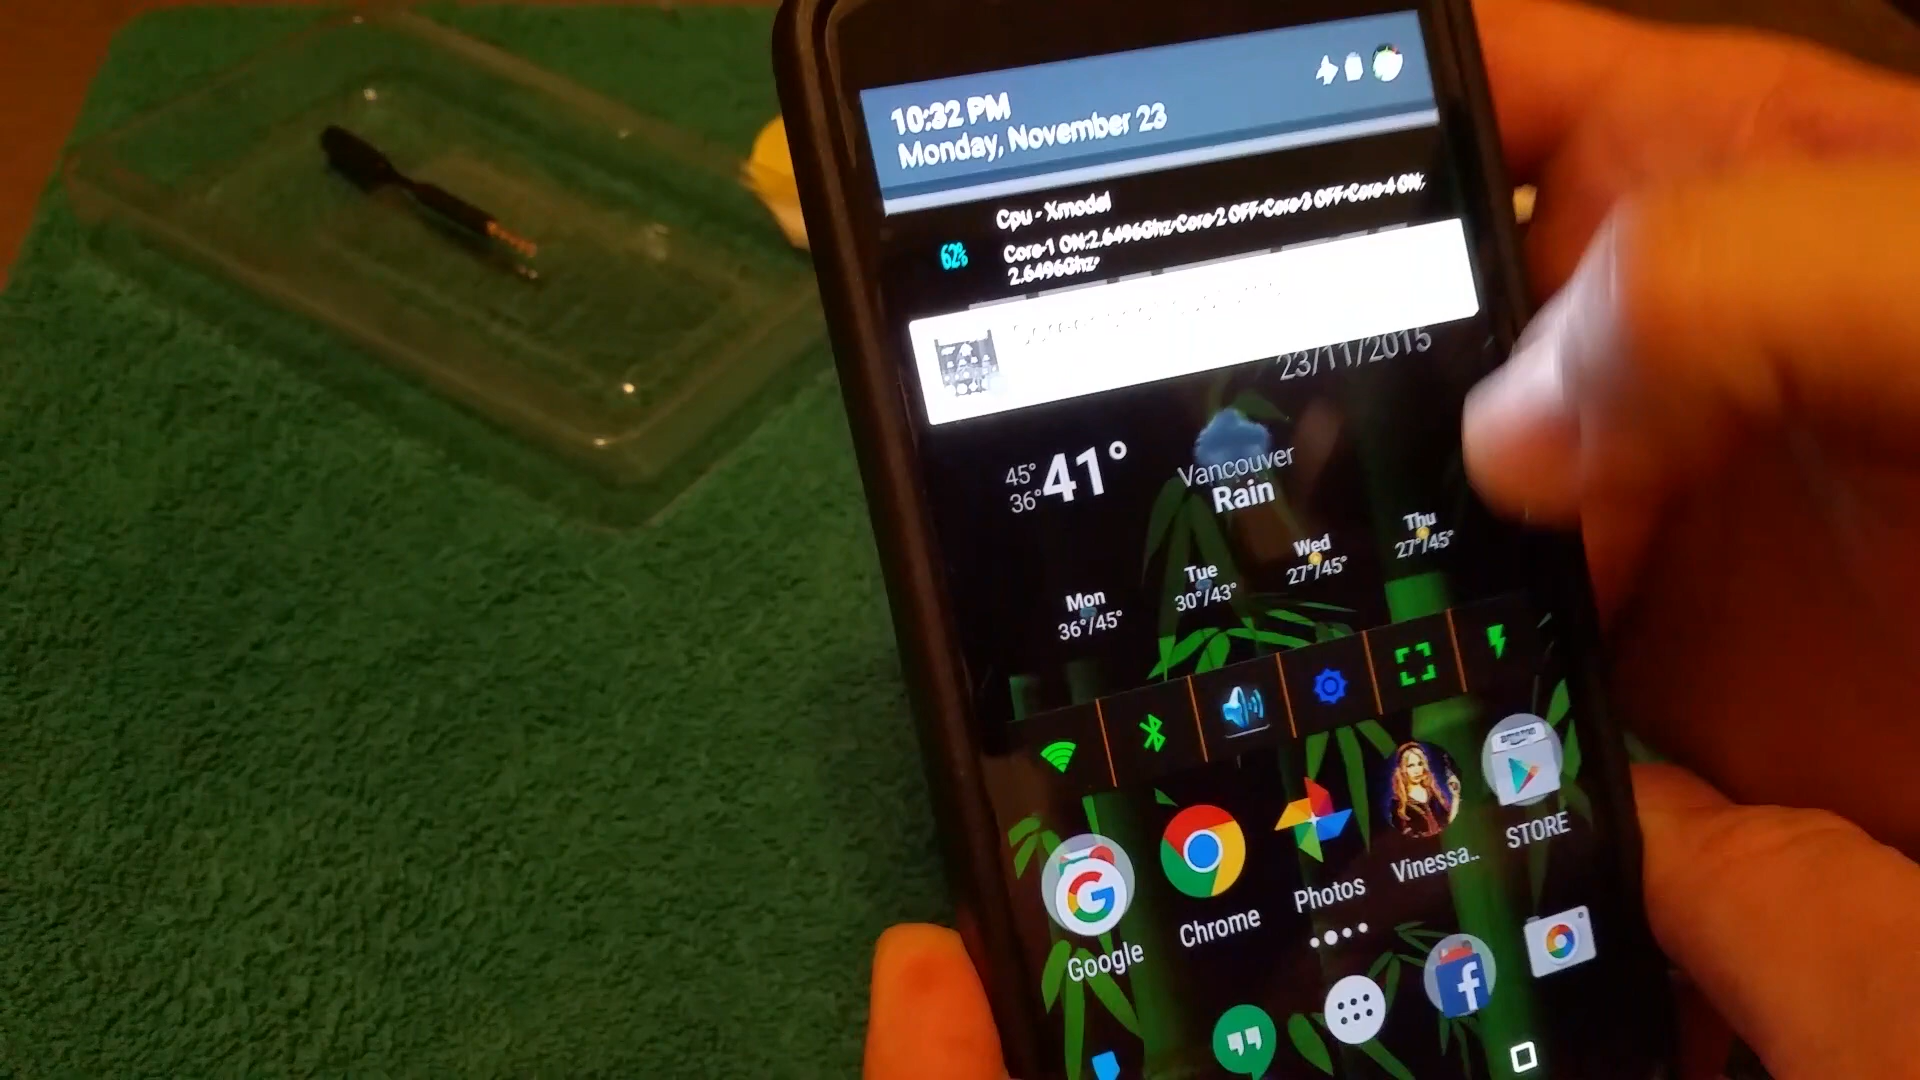 10:32 PM
Monday, November 23
Cpu - Xmodel
62%
Core-1 ON:2.6496Ghz-Core-2 OFF-Core-3 OFF-Core-4 ON:
2.6496Ghz-
23/11/2015
45°
36°
41°
Vancouver
Rain
Mon
36°/45°
Tue
30°/43°
Wed
27°/45°
Thu
27°/45°
Google
Chrome
Photos
Vinessa..
amazon
STORE